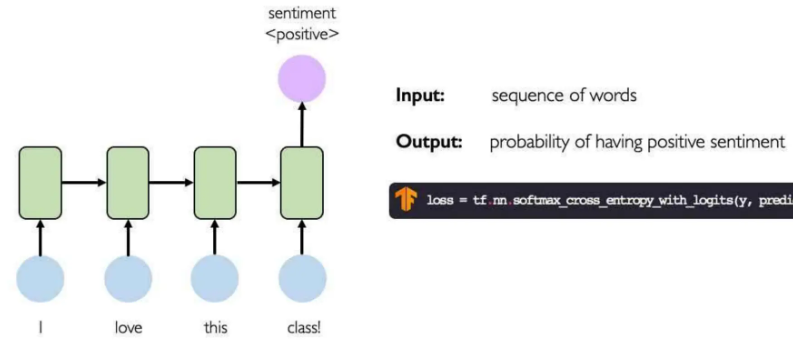 sentiment
<positive>
I love this class!
Input: sequence of words
Output: probability of having positive sentiment
loss = tf.nn.softmax_cross_entropy_with_logits(y, predi